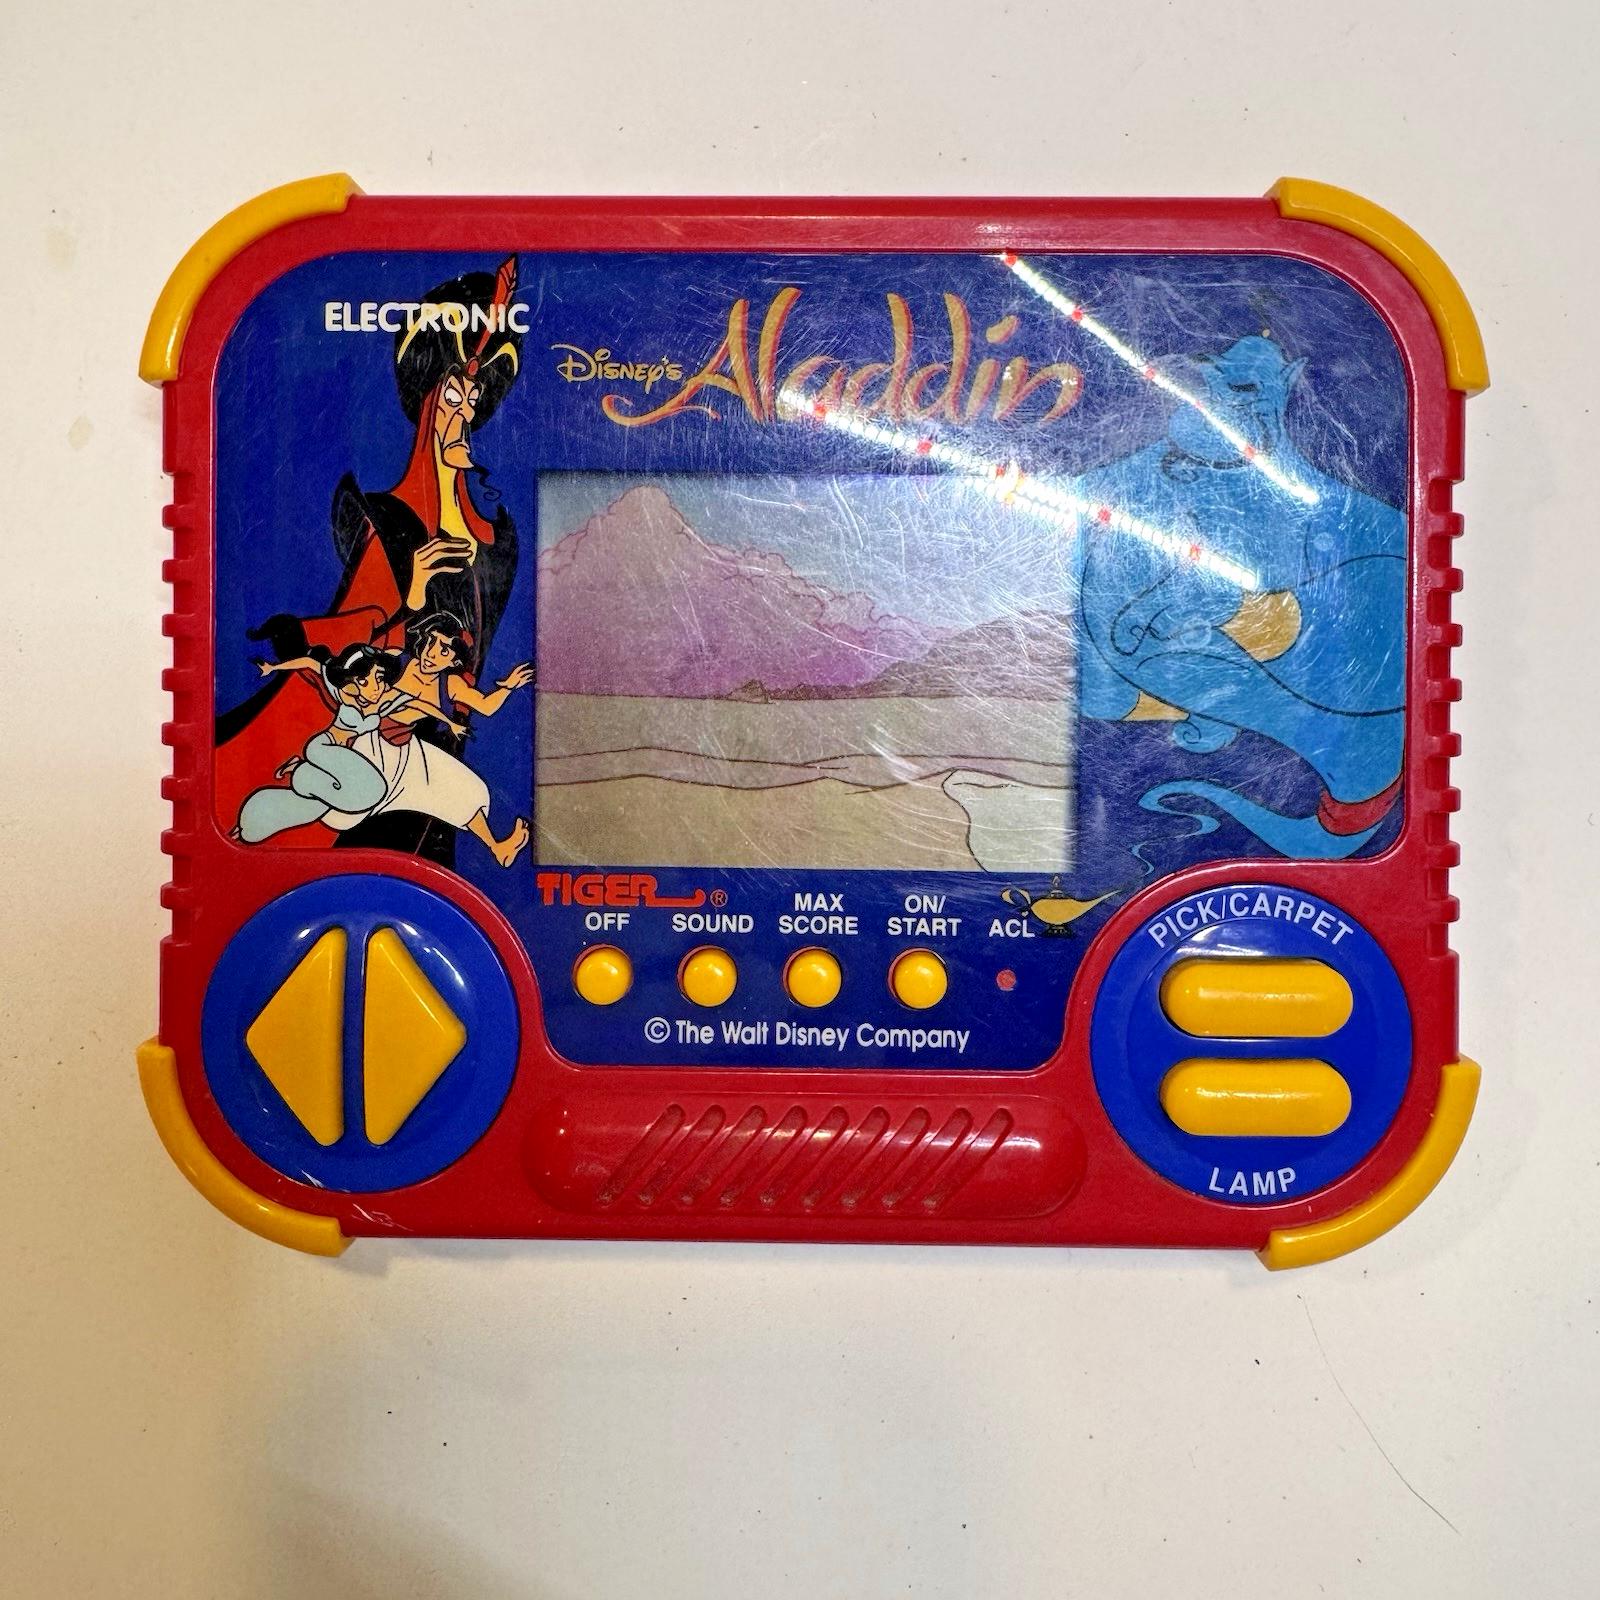 ELECTRONIC
Disney's Aladdin
TIGER®
OFF
SOUND
MAX
SCORE
ON/
START
ACL
© The Walt Disney Company
PICK/CARPET
LAMP